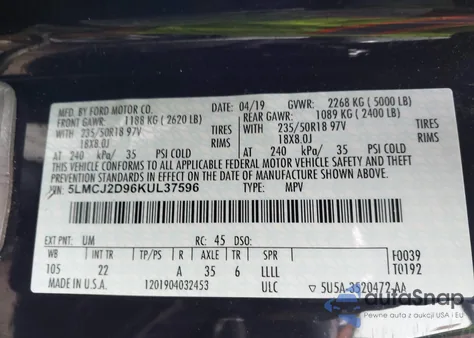 MFD. BY FORD MOTOR CO.
DATE: 04/19 GVWR: 2268 KG (5000 LB)
FRONT GAWR: 1188 KG (2620 LB) REAR GAWR: 1089 KG (2400 LB)
WITH 235/50R18 97V TIRES WITH 235/50R18 97V TIRES
18X8.0J RIMS 18X8.0J RIMS
AT 240 kPa/ 35 PSI COLD AT 240 kPa/ 35 PSI COLD
THIS VEHICLE CONFORMS TO ALL APPLICABLE FEDERAL MOTOR VEHICLE SAFETY AND THEFT
PREVENTION STANDARDS IN EFFECT ON THE DATE OF MANUFACTURE SHOWN ABOVE.
VIN: 5LMCJ2D96KUL37596 TYPE: MPV
EXT PNT: UM RC: 45 DSO:
WB INT TR TP/PS R AXLE TR SPR F0039
105 22 A 35 6 LLLL T0192
MADE IN U.S.A. 1201904032453 ULC 5U5A-3520472-AA
autaSnap
Pewne auta z USA i EU